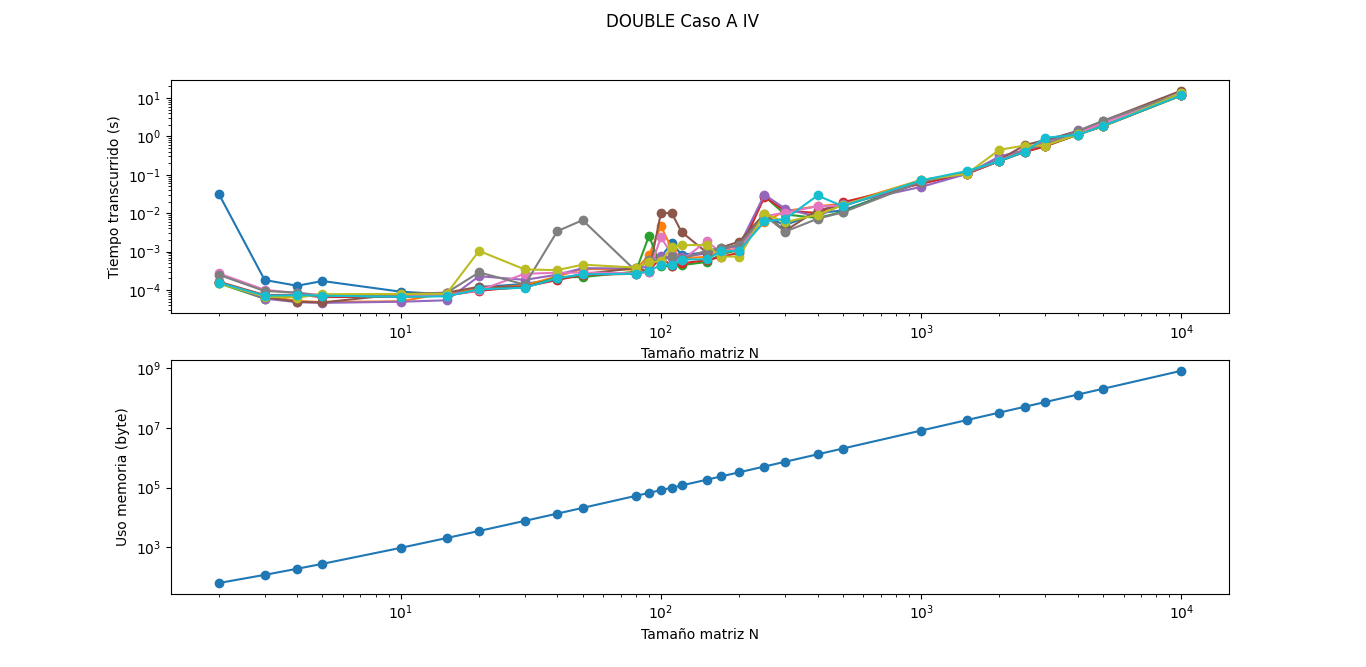 DOUBLE Caso A IV
Tiempo transcurrido (s)
10¹
10⁰
10⁻¹
10⁻²
10⁻³
10⁻⁴
10¹ 10² 10³ 10⁴
Tamaño matriz N
Uso memoria (byte)
10⁹
10⁷
10⁵
10³
10¹ 10² 10³ 10⁴
Tamaño matriz N